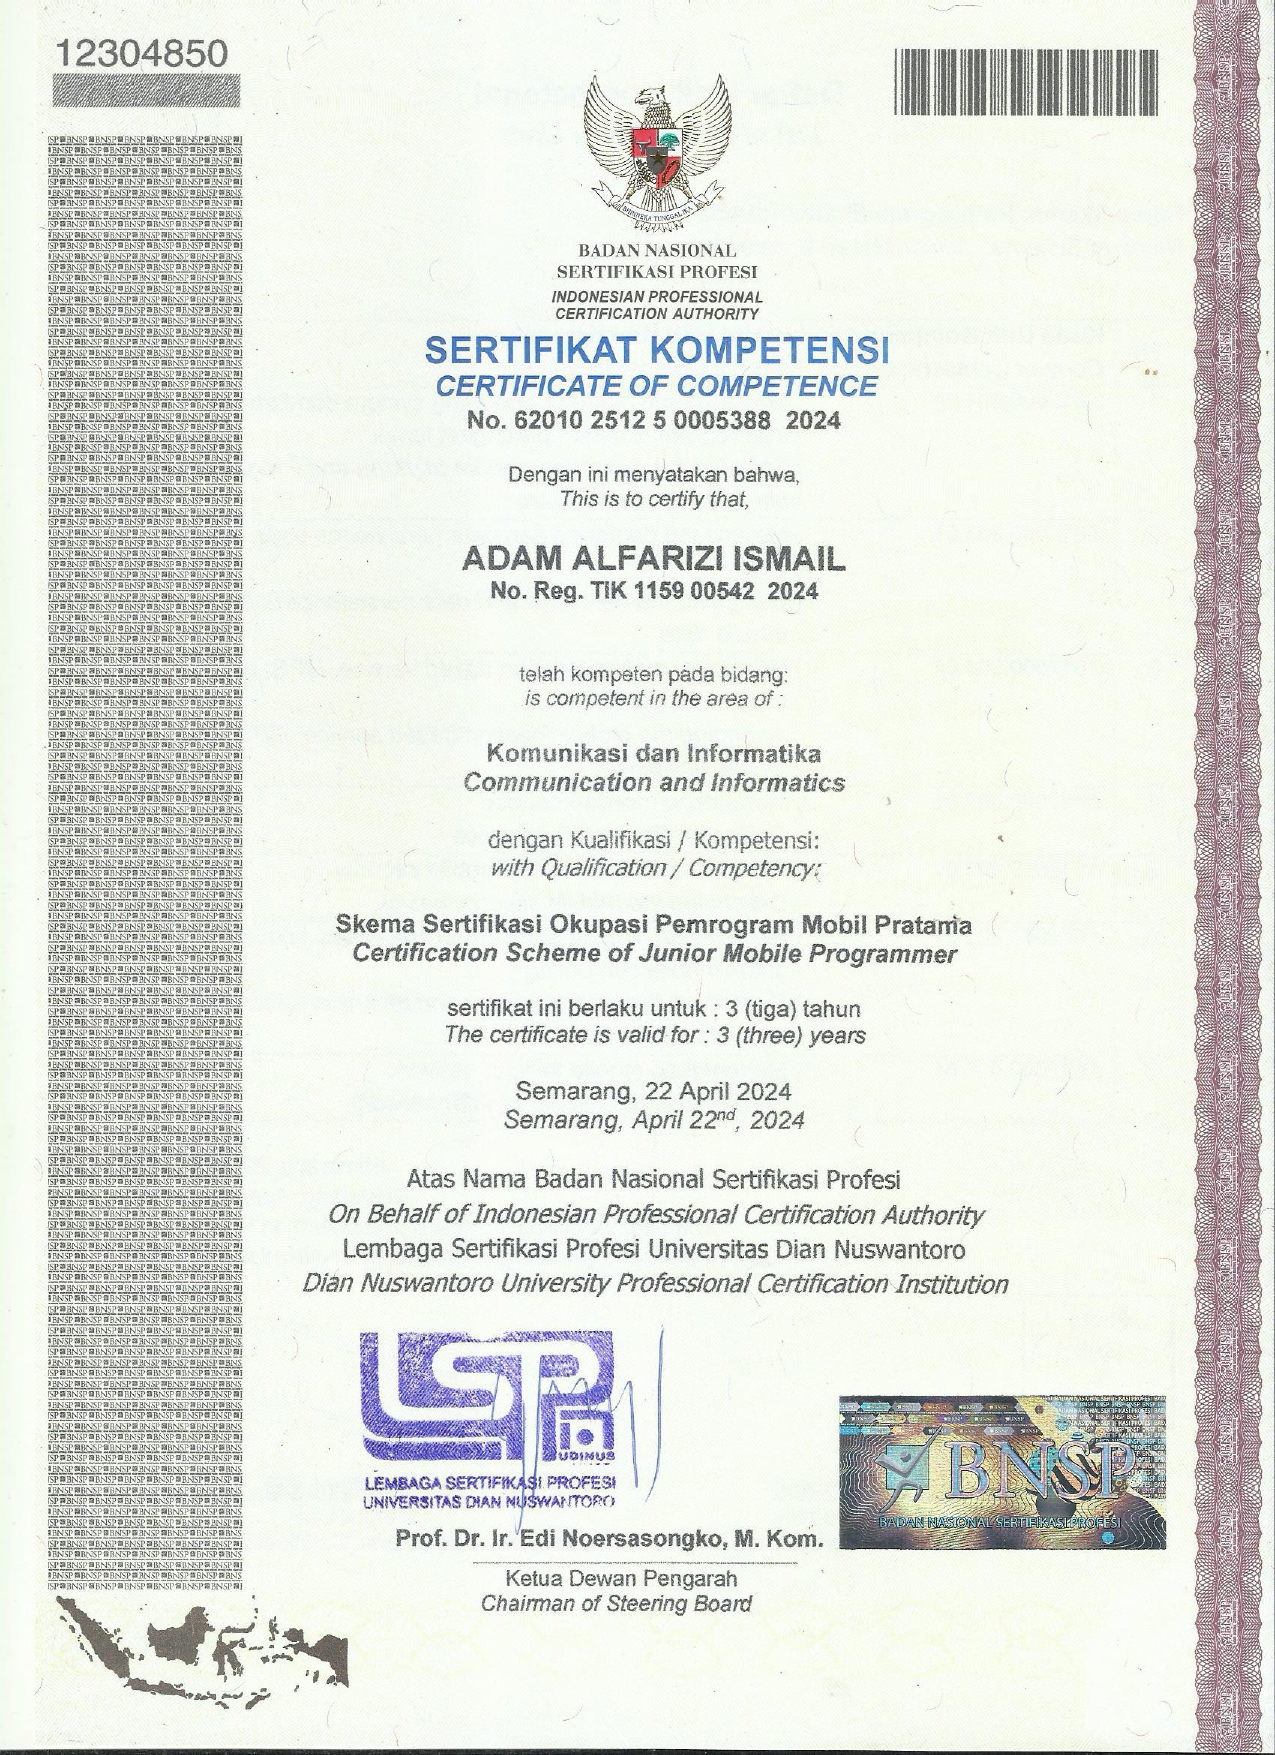 12304850
BHINNEKA TUNGGAL IKA
BADAN NASIONAL
SERTIFIKASI PROFESI
INDONESIAN PROFESSIONAL
CERTIFICATION AUTHORITY
SERTIFIKAT KOMPETENSI
CERTIFICATE OF COMPETENCE
No. 62010 2512 5 0005388 2024
Dengan ini menyatakan bahwa,
This is to certify that,
ADAM ALFARIZI ISMAIL
No. Reg. TIK 1159 00542 2024
telah kompeten pada bidang:
is competent in the area of :
Komunikasi dan Informatika
Communication and Informatics
dengan Kualifikasi / Kompetensi:
with Qualification / Competency:
Skema Sertifikasi Okupasi Pemrogram Mobil Pratama
Certification Scheme of Junior Mobile Programmer
sertifikat ini berlaku untuk : 3 (tiga) tahun
The certificate is valid for : 3 (three) years
Semarang, 22 April 2024
Semarang, April 22nd, 2024
Atas Nama Badan Nasional Sertifikasi Profesi
On Behalf of Indonesian Professional Certification Authority
Lembaga Sertifikasi Profesi Universitas Dian Nuswantoro
Dian Nuswantoro University Professional Certification Institution
LSP
UDINUS
LEMBAGA SERTIFIKASI PROFESI
UNIVERSITAS DIAN NUSWANTORO
BNSP
BADAN NASIONAL SERTIFIKASI PROFESI
Prof. Dr. Ir. Edi Noersasongko, M. Kom.
Ketua Dewan Pengarah
Chairman of Steering Board